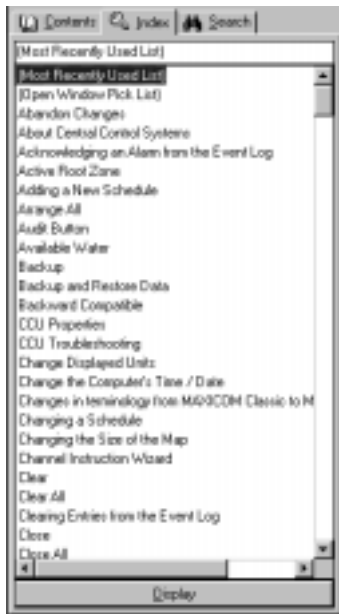 Contents Index Search
(Most Recently Used List)
(Most Recently Used List)
(Open Window Pick List)
Abandon Changes
About Central Control Systems
Acknowledging an Alarm from the Event Log
Active Root Zone
Adding a New Schedule
Arrange All
Audit Button
Available Water
Backup
Backup and Restore Data
Backward Compatible
CCU Properties
CCU Troubleshooting
Change Displayed Units
Change the Computer's Time / Date
Changes in terminology from MAXICOM Classic to M
Changing a Schedule
Changing the Size of the Map
Channel Instruction Wizard
Clear
Clear All
Clearing Entries from the Event Log
Close
Close All
Display